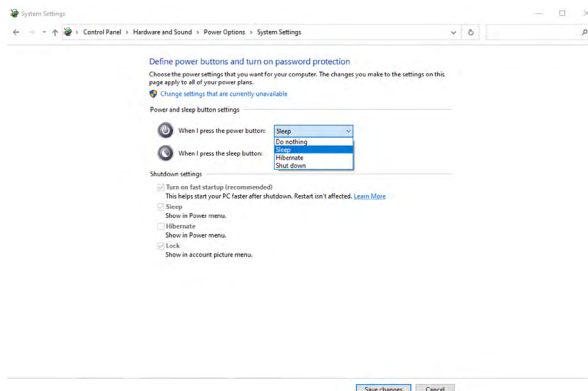 System Settings
Control Panel > Hardware and Sound > Power Options > System Settings
Define power buttons and turn on password protection
Choose the power settings that you want for your computer. The changes you make to the settings on this
page apply to all of your power plans.
Change settings that are currently unavailable
Power and sleep button settings
When I press the power button: Sleep
Do nothing
Sleep
Hibernate
Shut down
When I press the sleep button:
Shutdown settings
Turn on fast startup (recommended)
This helps start your PC faster after shutdown. Restart isn't affected. Learn More
Sleep
Show in Power menu.
Hibernate
Show in Power menu.
Lock
Show in account picture menu.
Save changes Cancel